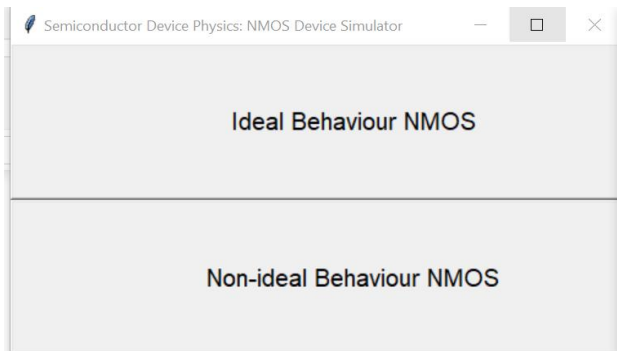 Semiconductor Device Physics: NMOS Device Simulator
Ideal Behaviour NMOS
Non-ideal Behaviour NMOS